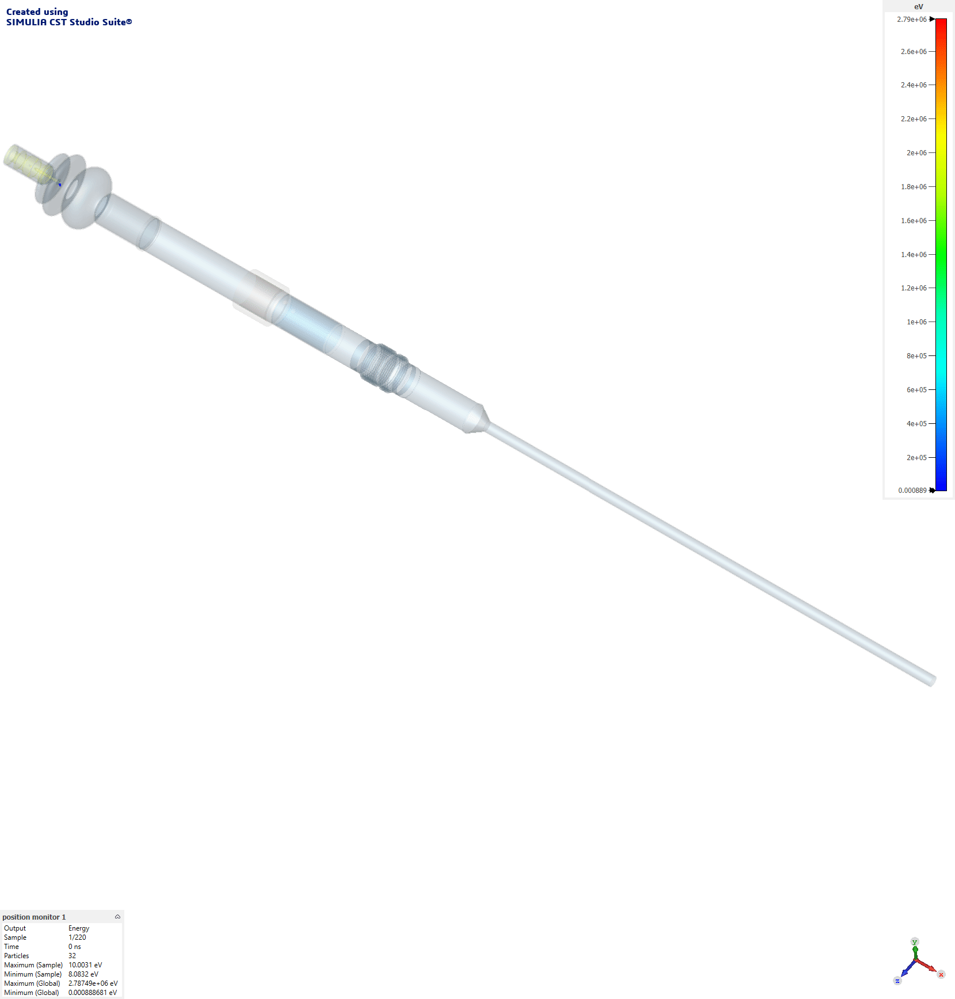 Created using
SIMULIA CST Studio Suite®
eV
2.79e+06
2.6e+06
2.4e+06
2.2e+06
2e+06
1.8e+06
1.6e+06
1.4e+06
1.2e+06
1e+06
8e+05
6e+05
4e+05
2e+05
0.000889
position monitor 1
Output Energy
Sample 1/220
Time 0 ns
Particles 32
Maximum (Sample) 10.0031 eV
Minimum (Sample) 8.0832 eV
Maximum (Global) 2.78749e+06 eV
Minimum (Global) 0.000888681 eV
y
x
z